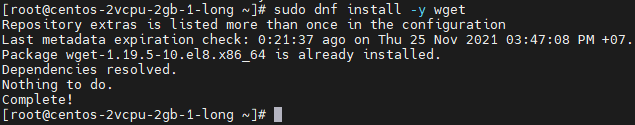 [root@centos-2vcpu-2gb-1-long ~]# sudo dnf install -y wget
Repository extras is listed more than once in the configuration
Last metadata expiration check: 0:21:37 ago on Thu 25 Nov 2021 03:47:08 PM +07.
Package wget-1.19.5-10.el8.x86_64 is already installed.
Dependencies resolved.
Nothing to do.
Complete!
[root@centos-2vcpu-2gb-1-long ~]#